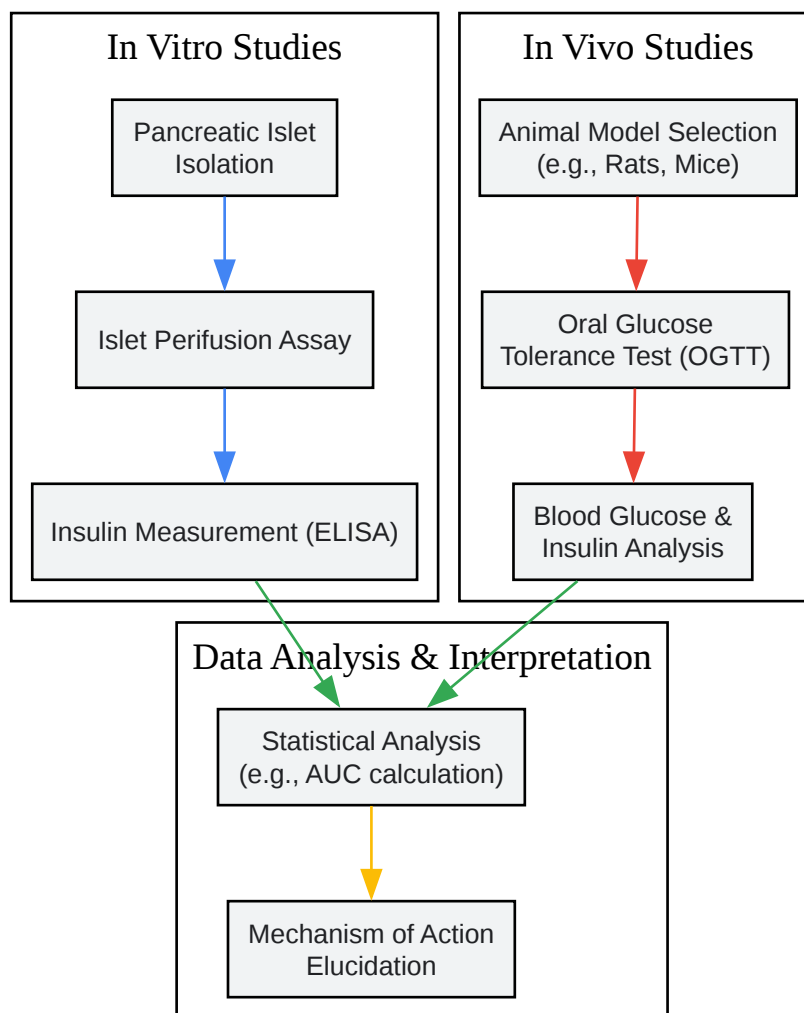 In Vitro Studies
Pancreatic Islet
Isolation
Islet Perifusion Assay
Insulin Measurement (ELISA)
In Vivo Studies
Animal Model Selection
(e.g., Rats, Mice)
Oral Glucose
Tolerance Test (OGTT)
Blood Glucose &
Insulin Analysis
Data Analysis & Interpretation
Statistical Analysis
(e.g., AUC calculation)
Mechanism of Action
Elucidation